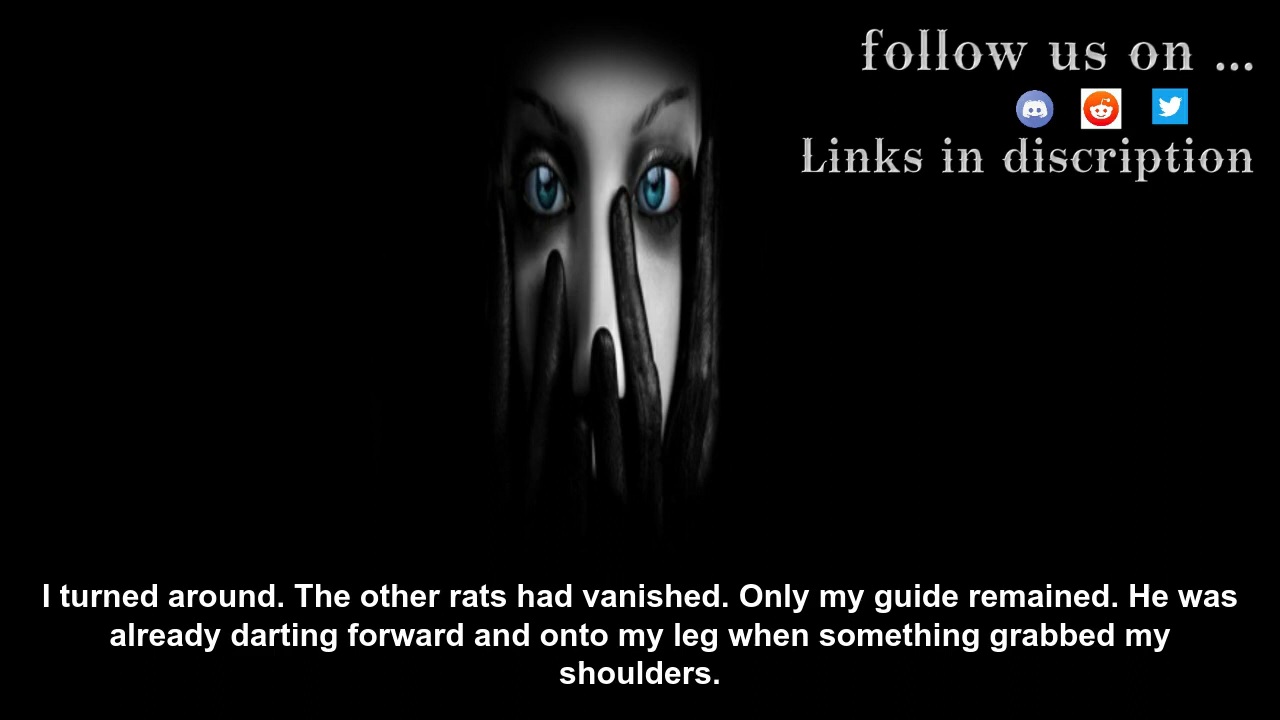 follow us on ...
Links in discription
I turned around. The other rats had vanished. Only my guide remained. He was
already darting forward and onto my leg when something grabbed my
shoulders.